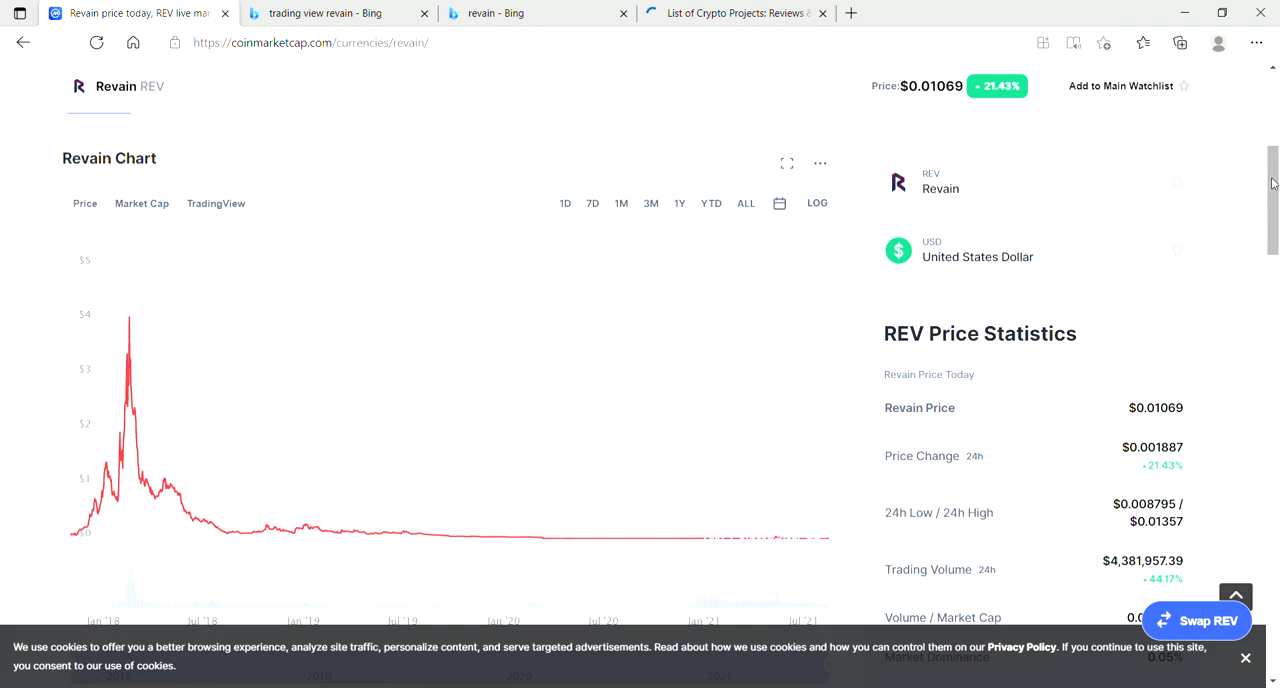 Revain price today, REV live mar
trading view revain - Bing
revain - Bing
List of Crypto Projects: Reviews &
https://coinmarketcap.com/currencies/revain/
Revain REV
Price:$0.01069 21.43%
Add to Main Watchlist
Revain Chart
Price Market Cap TradingView
1D 7D 1M 3M 1Y YTD ALL LOG
$5
$4
$3
$2
$1
$0
Jan '18 Jul '18 Jan '19 Jul '19 Jan '20 Jul '20 Jan '21 Jul '21
2018 2019 2020 2021
REV
Revain
0
USD
United States Dollar
0
REV Price Statistics
Revain Price Today
Revain Price $0.01069
Price Change 24h $0.001887
21.43%
24h Low / 24h High $0.008795 /
$0.01357
Trading Volume 24h $4,381,957.39
44.17%
Volume / Market Cap
Swap REV
Market Dominance 0.05%
We use cookies to offer you a better browsing experience, analyze site traffic, personalize content, and serve targeted advertisements. Read about how we use cookies and how you can control them on our Privacy Policy. If you continue to use this site,
you consent to our use of cookies.